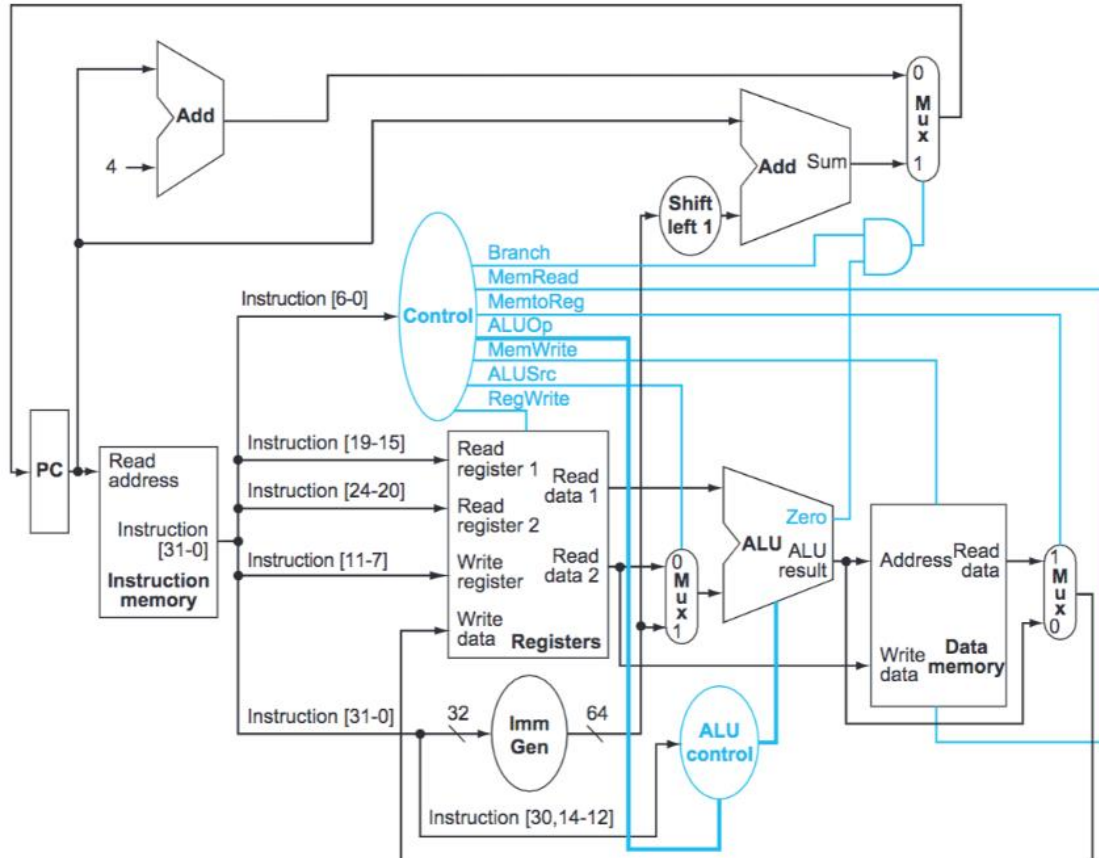 Add
4
Add Sum
Shift
left 1
0
M
u
x
1
Branch
MemRead
MemtoReg
ALUOp
MemWrite
ALUSrc
RegWrite
Control
Instruction [6-0]
PC
Read
address
Instruction
[31-0]
Instruction
memory
Instruction [19-15]
Instruction [24-20]
Instruction [11-7]
Read
register 1
Read
register 2
Write
register
Write
data
Read
data 1
Read
data 2
Registers
0
M
u
x
1
Zero
ALU
ALU
result
Address
Read
data
Write
data
Data
memory
1
M
u
x
0
Instruction [31-0]
32
Imm
Gen
64
ALU
control
Instruction [30,14-12]